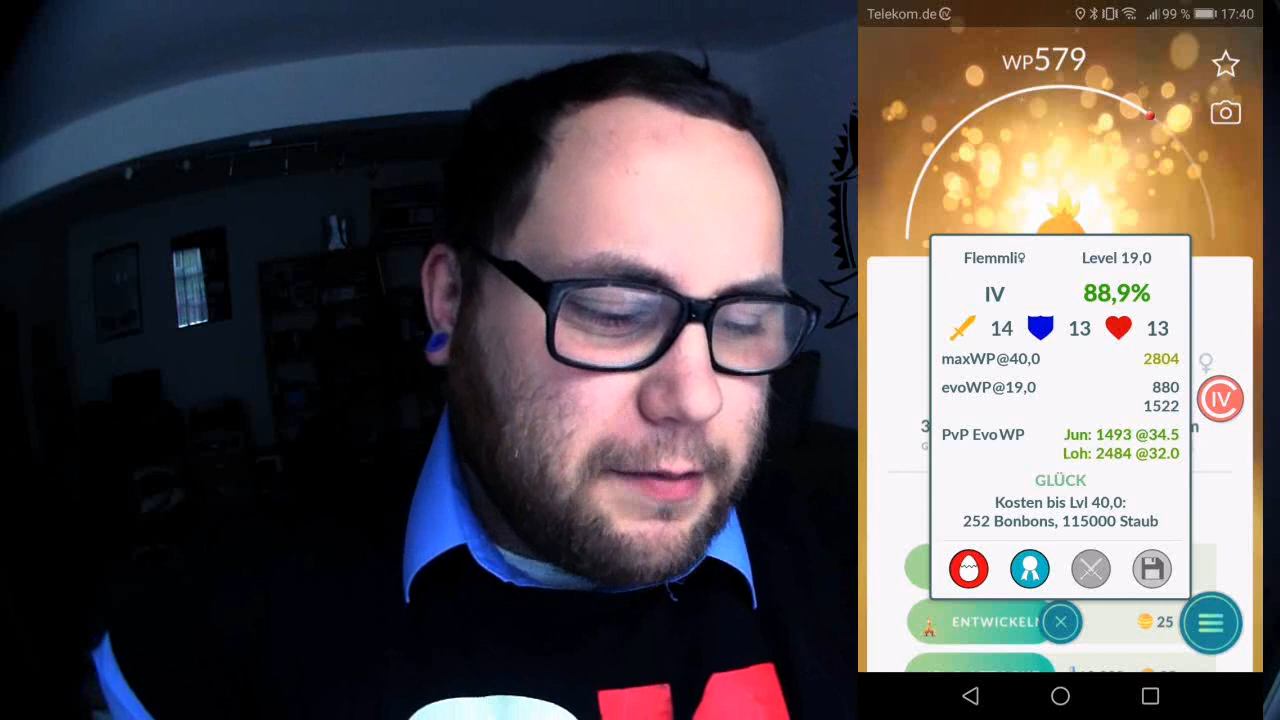 Telekom.de
99 % 17:40
WP579
Flemmli♀ Level 19,0
IV 88,9%
14 13 13
maxWP@40,0 2804
evoWP@19,0 880
1522
IV
PvP EvoWP Jun: 1493 @34.5
Loh: 2484 @32.0
GLÜCK
Kosten bis Lvl 40,0:
252 Bonbons, 115000 Staub
ENTWICKELN 25